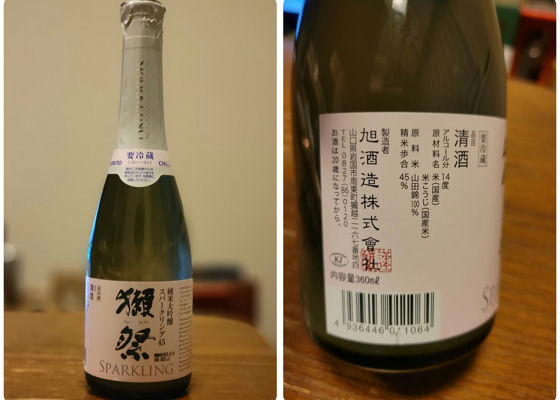 要冷蔵
獺祭
純米大吟醸
スパークリング45
SPARKLING
要冷蔵
品目
清酒
アルコール分 14度
原材料名 米(国産)
米こうじ(国産米)
原料米 山田錦100%
精米歩合 45%
製造者
旭酒造株式會社
山口県岩国市周東町獺越二一六七番地四
TEL0827(86)0120
お酒は20歳になってから。
内容量360mℓ
4 936446 011064